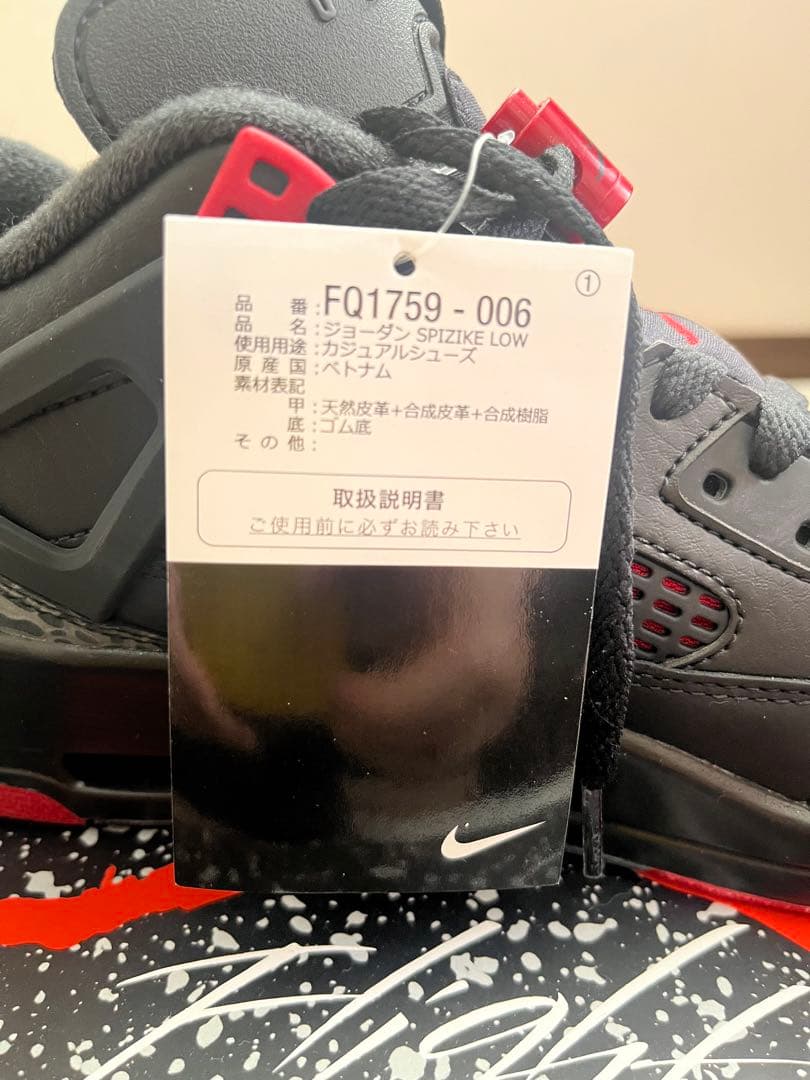 ①
品 番 : FQ1759 - 006
品 名 : ジョーダン SPIZIKE LOW
使用用途 : カジュアルシューズ
原産国 : ベトナム
素材表記
甲 : 天然皮革+合成皮革+合成樹脂
底 : ゴム底
その他 :
取扱説明書
ご使用前に必ずお読み下さい
Flight